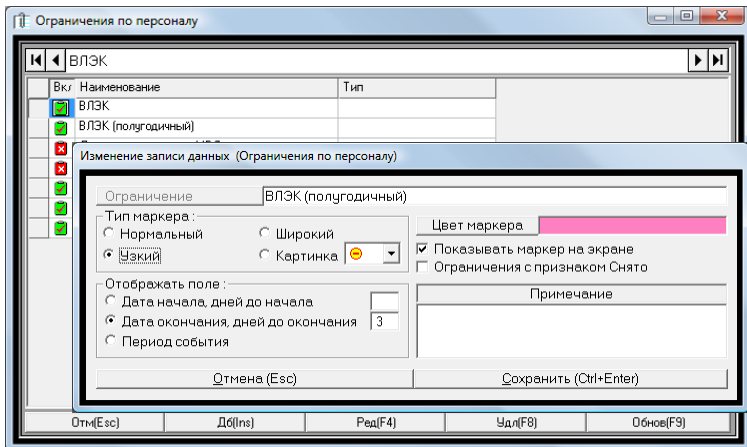 Ограничения по персоналу
ВЛЭК
Вкл Наименование Тип
ВЛЭК
ВЛЭК (полугодичный)
Изменение записи данных (Ограничения по персоналу)
Ограничение ВЛЭК (полугодичный)
Тип маркера :
Нормальный Широкий
Узкий Картинка
Цвет маркера
Показывать маркер на экране
Ограничения с признаком Снято
Отображать поле :
Дата начала, дней до начала
Дата окончания, дней до окончания 3
Период события
Примечание
Отмена (Esc) Сохранить (Ctrl+Enter)
Отм(Esc) Дб(Ins) Ред(F4) Удл(F8) Обнов(F9)